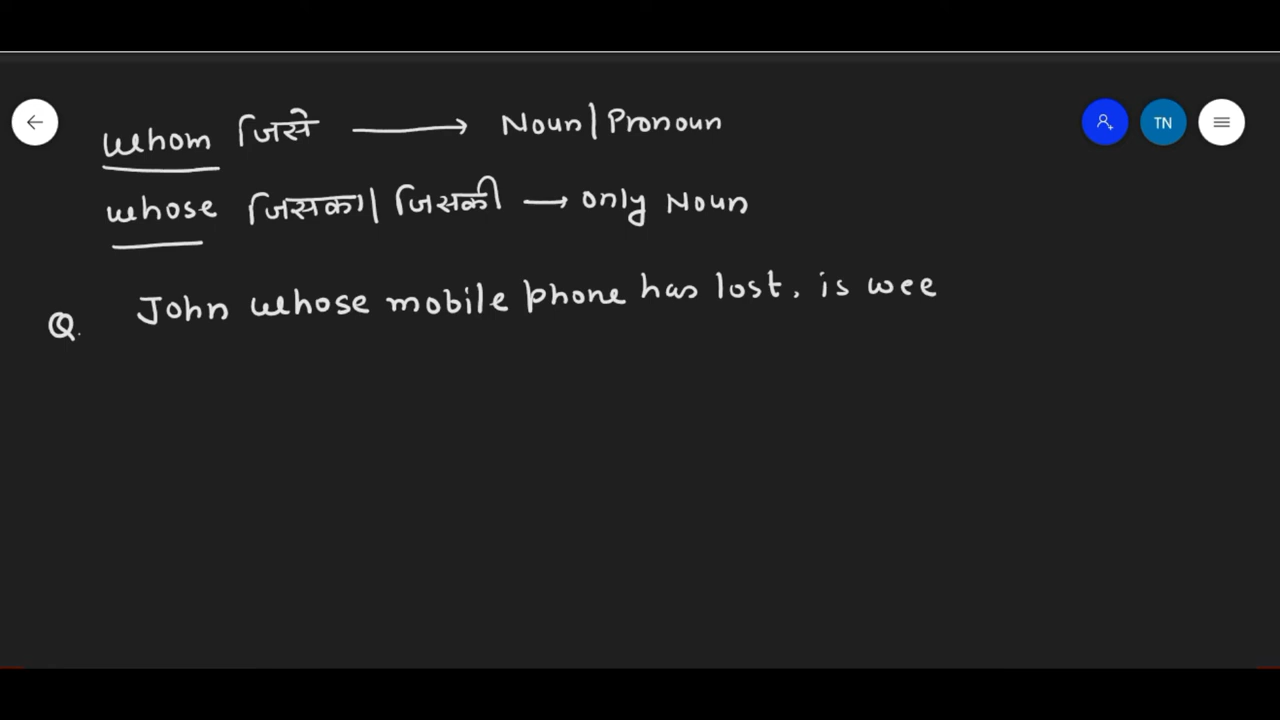 Whom जिसे → Noun|Pronoun
Whose जिसका| जिसकी → only Noun
Q. John whose mobile phone has lost, is wee
TN